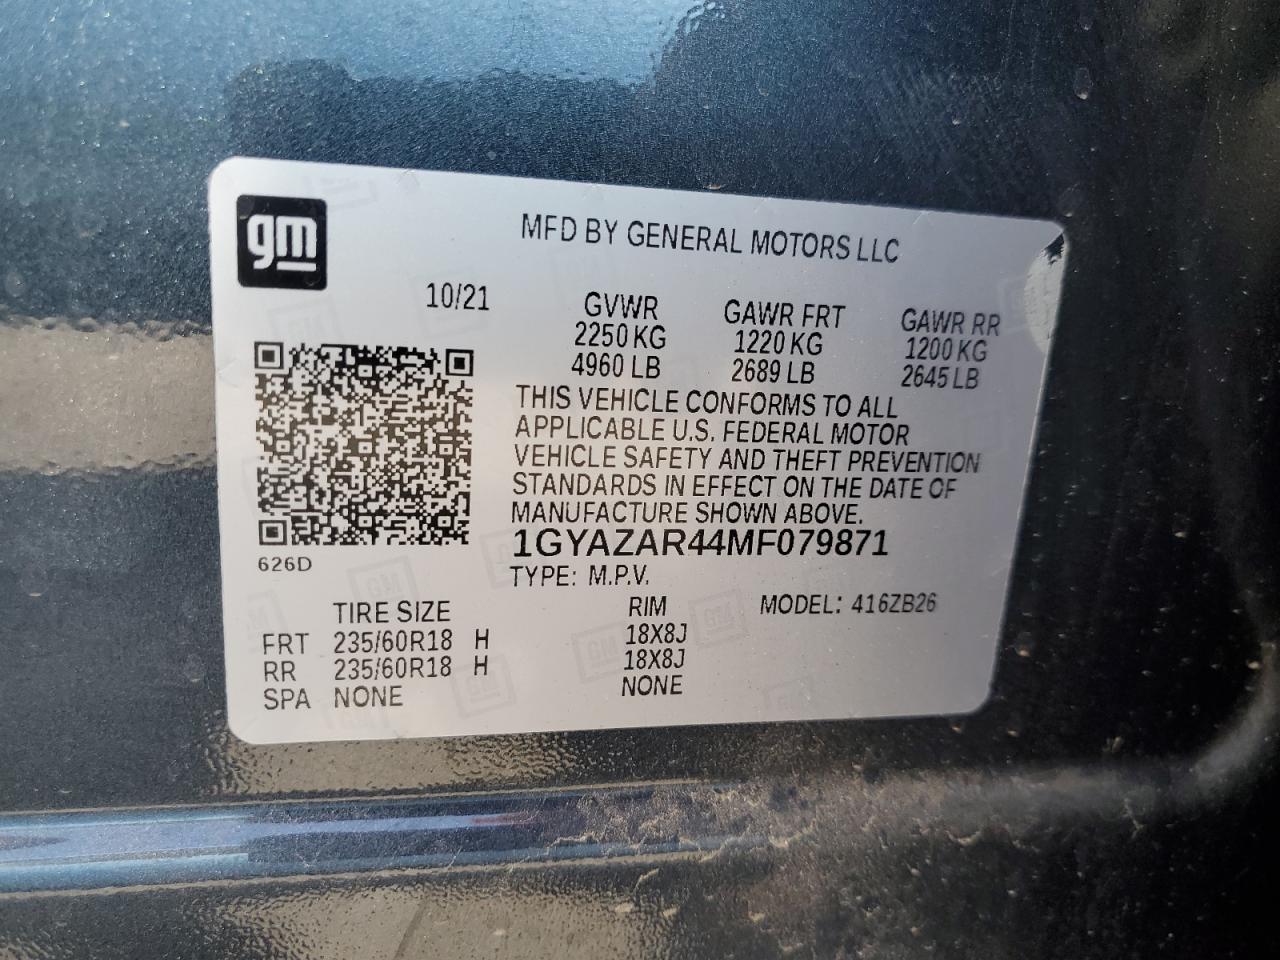 gm
MFD BY GENERAL MOTORS LLC
10/21
GVWR GAWR FRT GAWR RR
2250 KG 1220 KG 1200 KG
4960 LB 2689 LB 2645 LB
THIS VEHICLE CONFORMS TO ALL
APPLICABLE U.S. FEDERAL MOTOR
VEHICLE SAFETY AND THEFT PREVENTION
STANDARDS IN EFFECT ON THE DATE OF
MANUFACTURE SHOWN ABOVE.
1GYAZAR44MF079871
626D
TYPE: M.P.V.
TIRE SIZE RIM MODEL: 416ZB26
FRT 235/60R18 H 18X8J
RR 235/60R18 H 18X8J
SPA NONE NONE